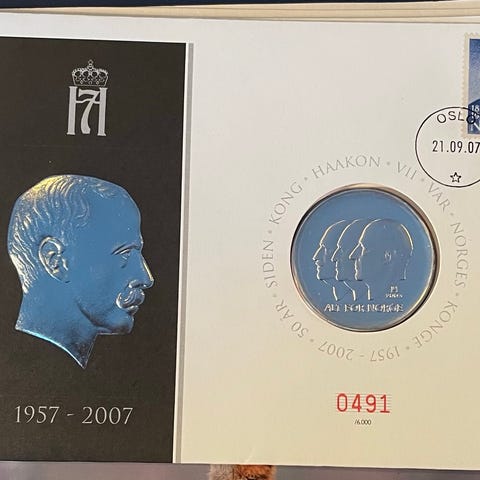 H7
1957 - 2007
OSLO
21.09.07
50 ÅR · SIDEN · KONG · HAAKON · VII · VAR · NORGES · KONGE · 1957 - 2007 ·
ALT FOR NORGE
0491
/6.000